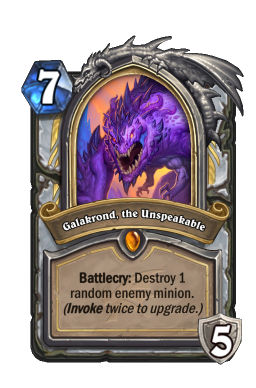 7
Galakrond, the Unspeakable
Battlecry: Destroy 1
random enemy minion.
(Invoke twice to upgrade.)
5